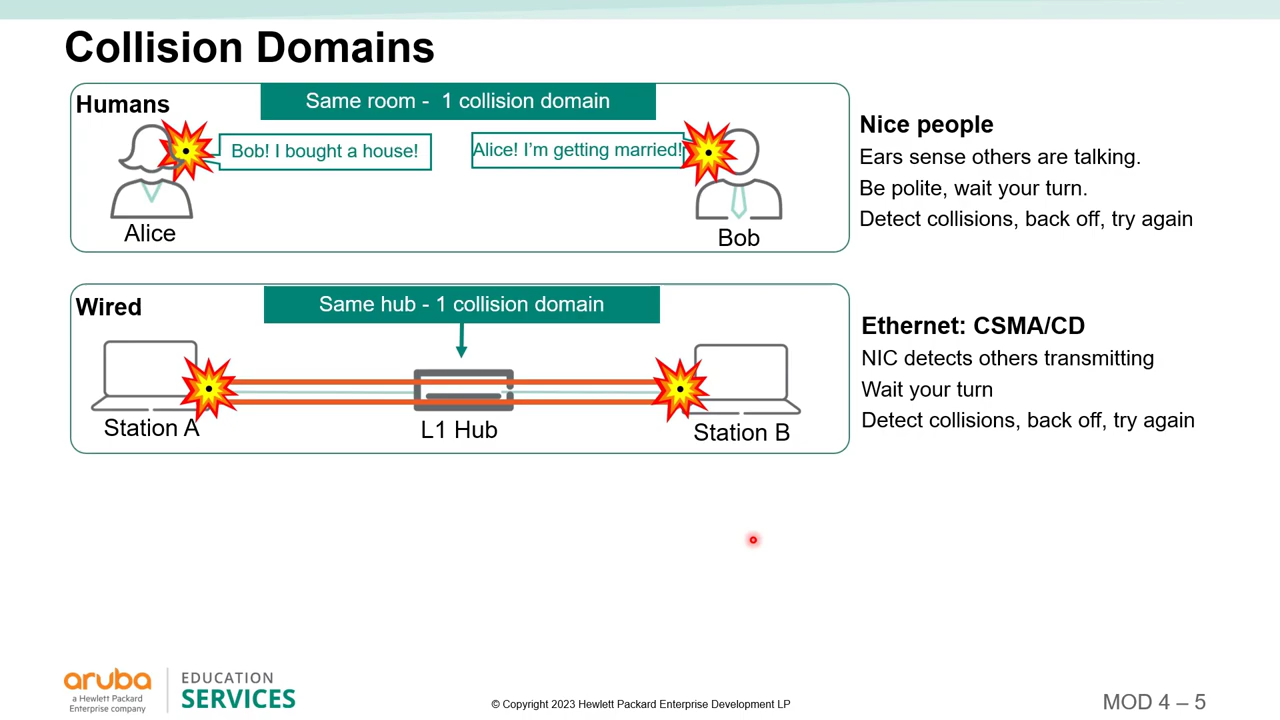 Collision Domains
Humans
Same room -  1 collision domain
Bob! I bought a house!
Alice! I'm getting married!
Alice
Bob
Nice people
Ears sense others are talking.
Be polite, wait your turn.
Detect collisions, back off, try again
Wired
Same hub - 1 collision domain
Station A
L1 Hub
Station B
Ethernet: CSMA/CD
NIC detects others transmitting
Wait your turn
Detect collisions, back off, try again
aruba
a Hewlett Packard
Enterprise company
EDUCATION
SERVICES
© Copyright 2023 Hewlett Packard Enterprise Development LP
MOD 4 – 5